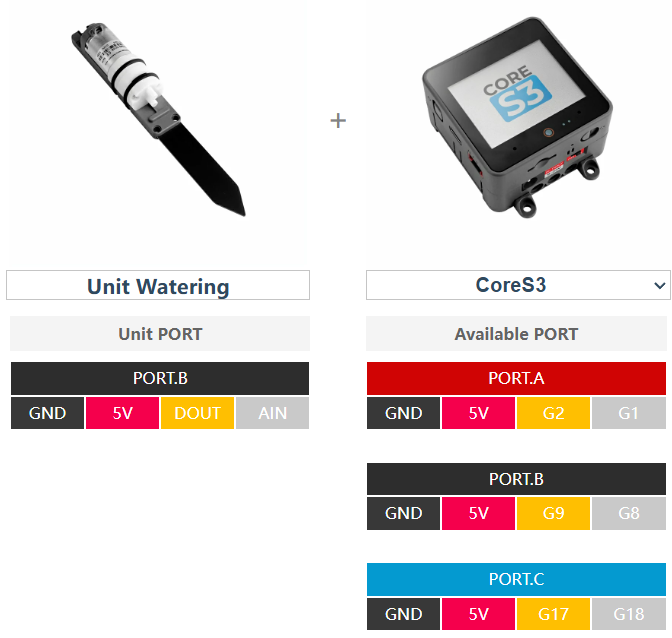 CORE
S3
+
Unit Watering
CoreS3
Unit PORT
Available PORT
PORT.B
GND 5V DOUT AIN
PORT.A
GND 5V G2 G1
PORT.B
GND 5V G9 G8
PORT.C
GND 5V G17 G18